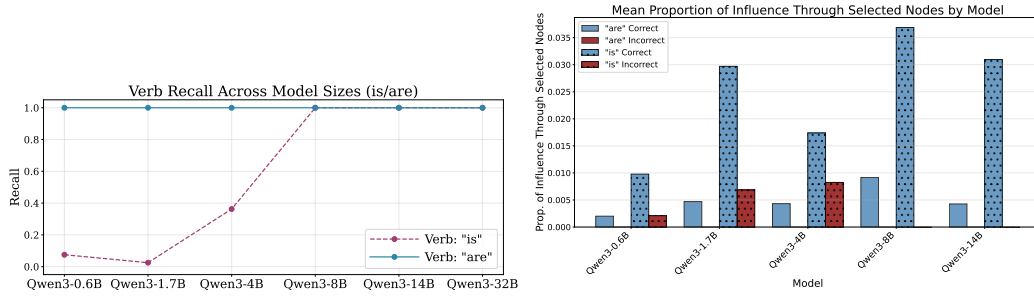 Verb Recall Across Model Sizes (is/are)
Recall
1.0
0.8
0.6
0.4
0.2
0.0
Verb: "is"
Verb: "are"
Qwen3-0.6B
Qwen3-1.7B
Qwen3-4B
Qwen3-8B
Qwen3-14B
Qwen3-32B
Mean Proportion of Influence Through Selected Nodes by Model
Prop. of Influence Through Selected Nodes
0.035
0.030
0.025
0.020
0.015
0.010
0.005
0.000
"are" Correct
"are" Incorrect
"is" Correct
"is" Incorrect
Qwen3-0.6B
Qwen3-1.7B
Qwen3-4B
Qwen3-8B
Qwen3-14B
Model